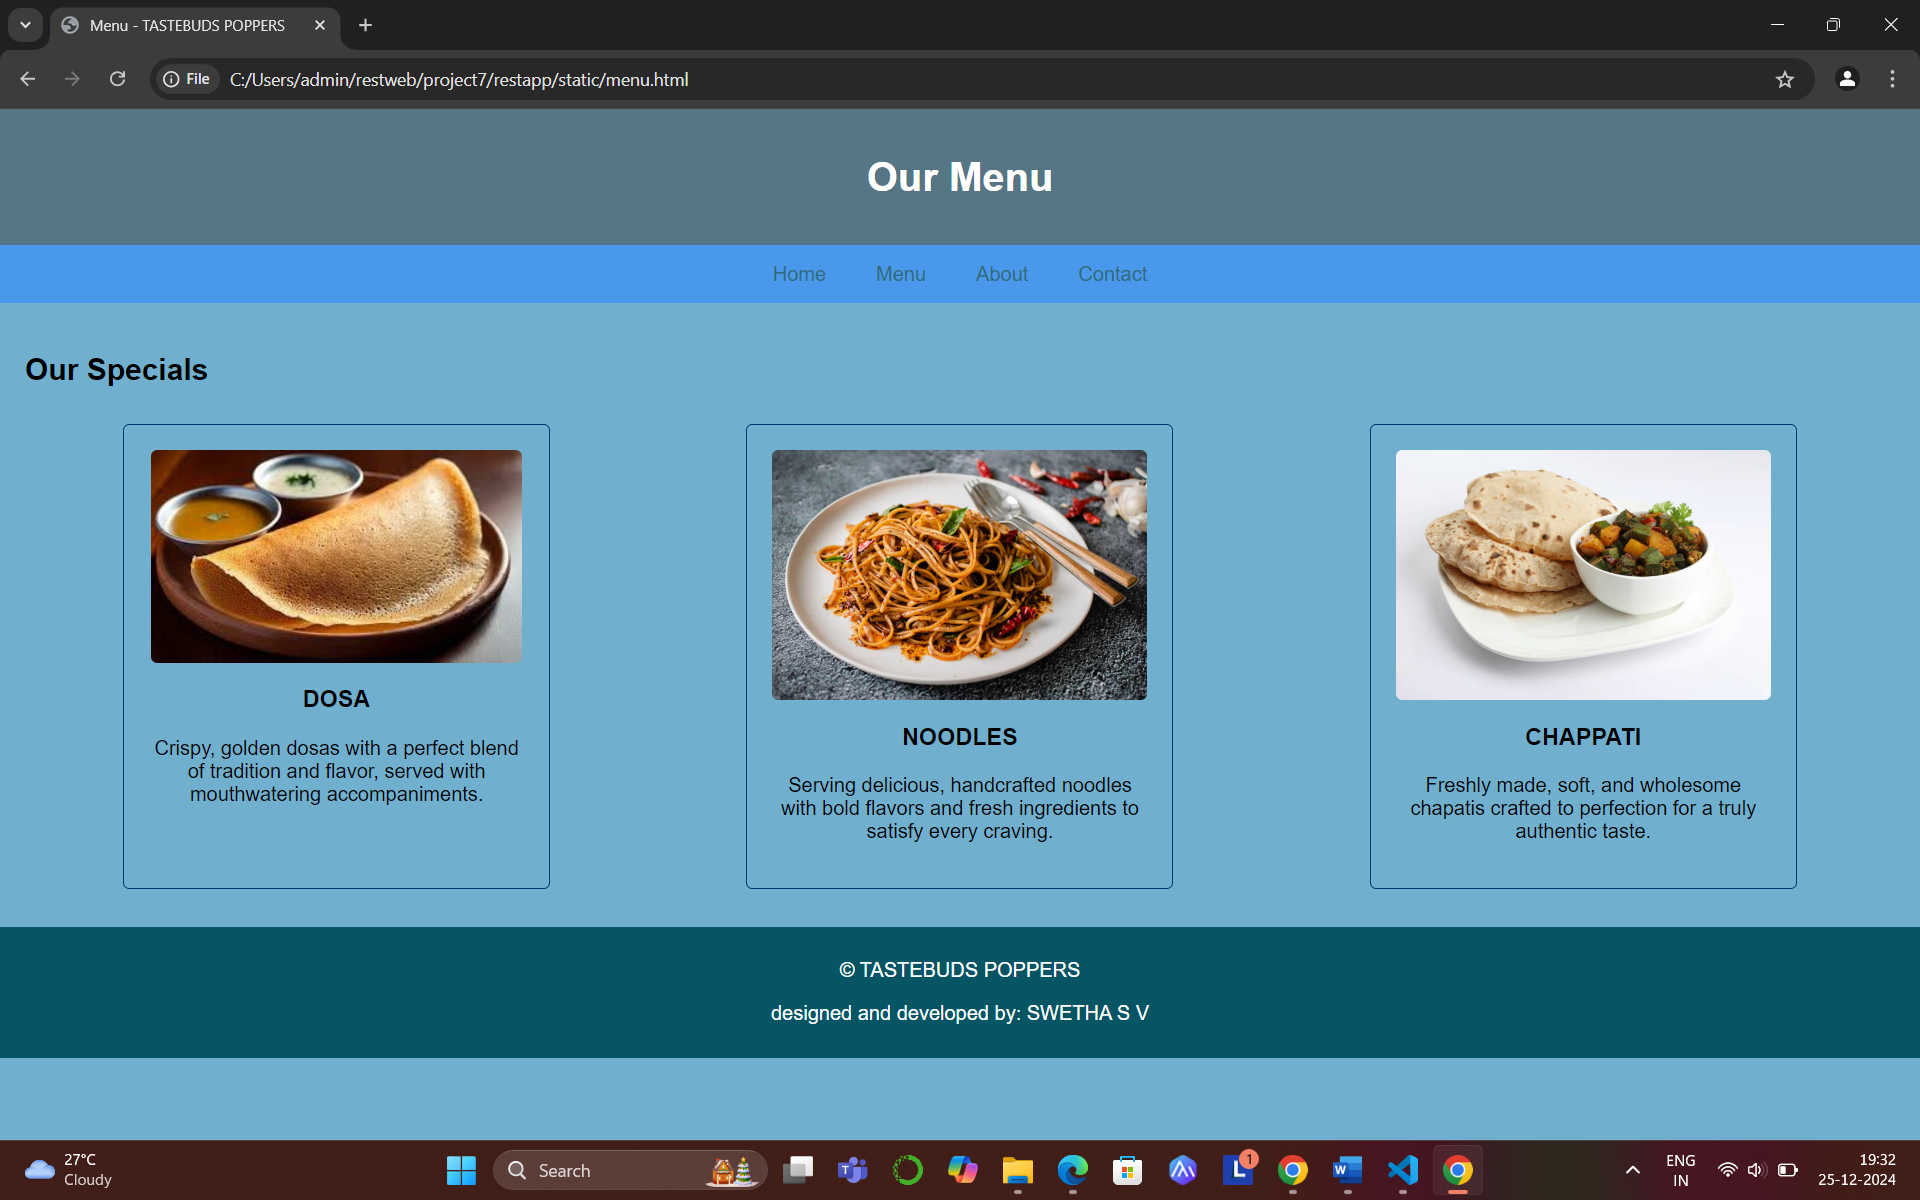 Menu - TASTEBUDS POPPERS
File
C:/Users/admin/restweb/project7/restapp/static/menu.html
Our Menu
Home
Menu
About
Contact
Our Specials
DOSA
Crispy, golden dosas with a perfect blend
of tradition and flavor, served with
mouthwatering accompaniments.
NOODLES
Serving delicious, handcrafted noodles
with bold flavors and fresh ingredients to
satisfy every craving.
CHAPPATI
Freshly made, soft, and wholesome
chapatis crafted to perfection for a truly
authentic taste.
© TASTEBUDS POPPERS
designed and developed by: SWETHA S V
27°C
Cloudy
Search
T
L
1
W
ENG
IN
19:32
25-12-2024